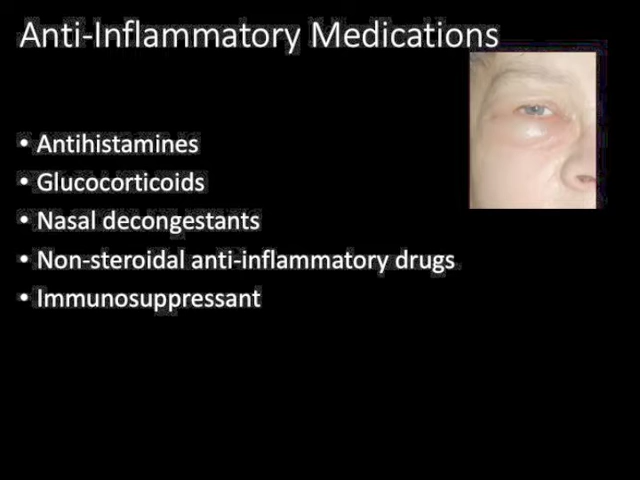 Anti-Inflammatory Medications
• Antihistamines
• Glucocorticoids
• Nasal decongestants
• Non-steroidal anti-inflammatory drugs
• Immunosuppressant